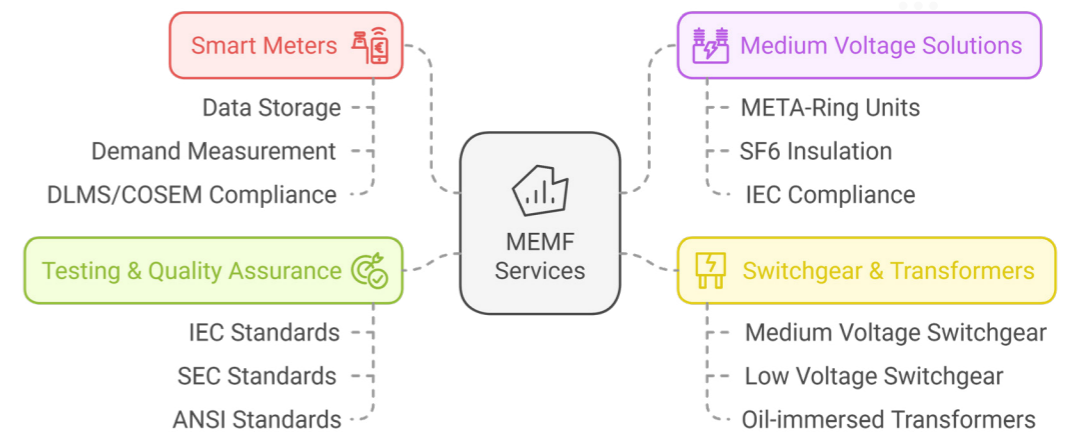 Smart Meters
Data Storage
Demand Measurement
DLMS/COSEM Compliance
Testing & Quality Assurance
IEC Standards
SEC Standards
ANSI Standards
MEMF
Services
Medium Voltage Solutions
META-Ring Units
SF6 Insulation
IEC Compliance
Switchgear & Transformers
Medium Voltage Switchgear
Low Voltage Switchgear
Oil-immersed Transformers